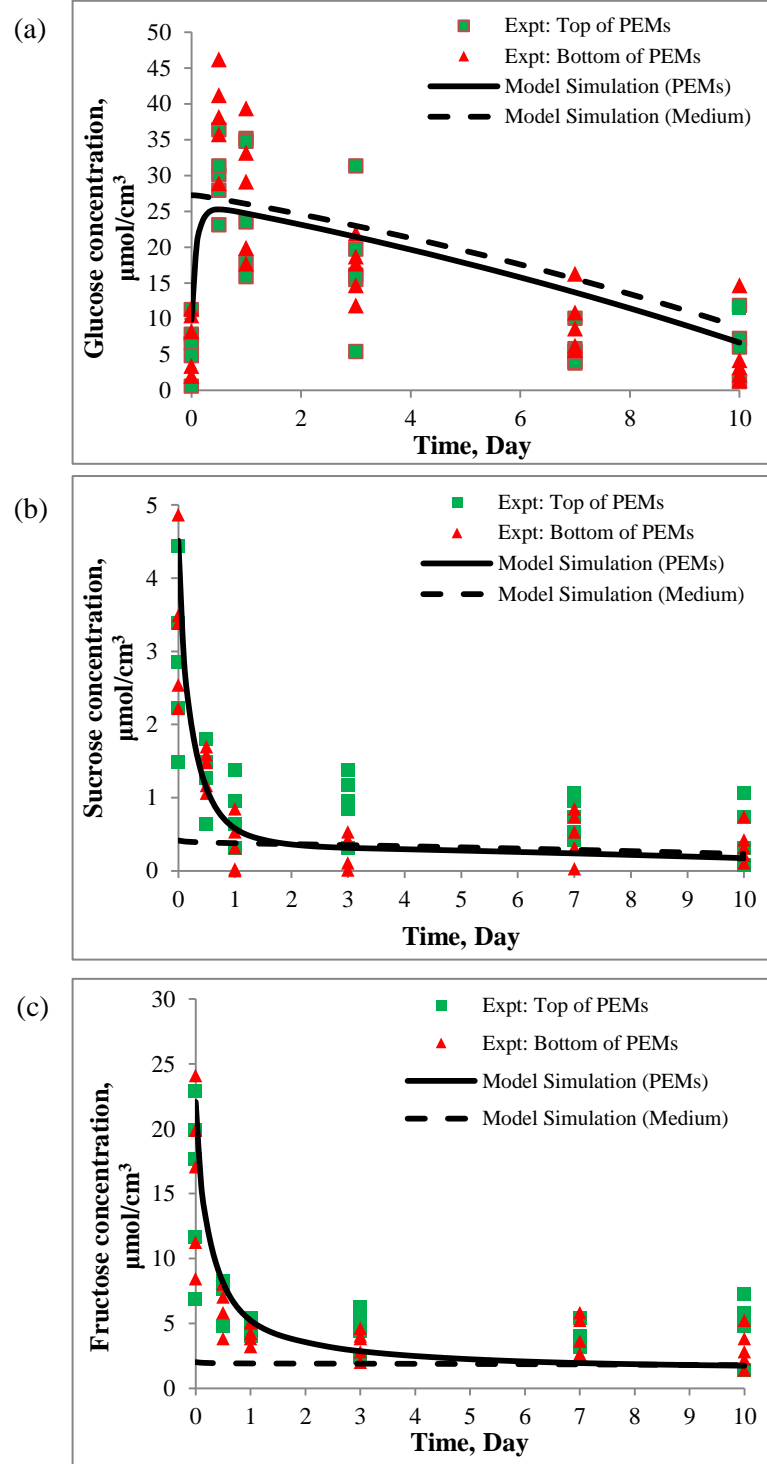 (a)
Expt: Top of PEMs
Expt: Bottom of PEMs
Model Simulation (PEMs)
Model Simulation (Medium)
Glucose concentration,
µmol/cm³
50
45
40
35
30
25
20
15
10
5
0
0 2 4 6 8 10
Time, Day
(b)
Expt: Top of PEMs
Expt: Bottom of PEMs
Model Simulation (PEMs)
Model Simulation (Medium)
Sucrose concentration,
µmol/cm³
5
4
3
2
1
0
0 1 2 3 4 5 6 7 8 9 10
Time, Day
(c)
Expt: Top of PEMs
Expt: Bottom of PEMs
Model Simulation (PEMs)
Model Simulation (Medium)
Fructose concentration,
µmol/cm³
30
25
20
15
10
5
0
0 1 2 3 4 5 6 7 8 9 10
Time, Day